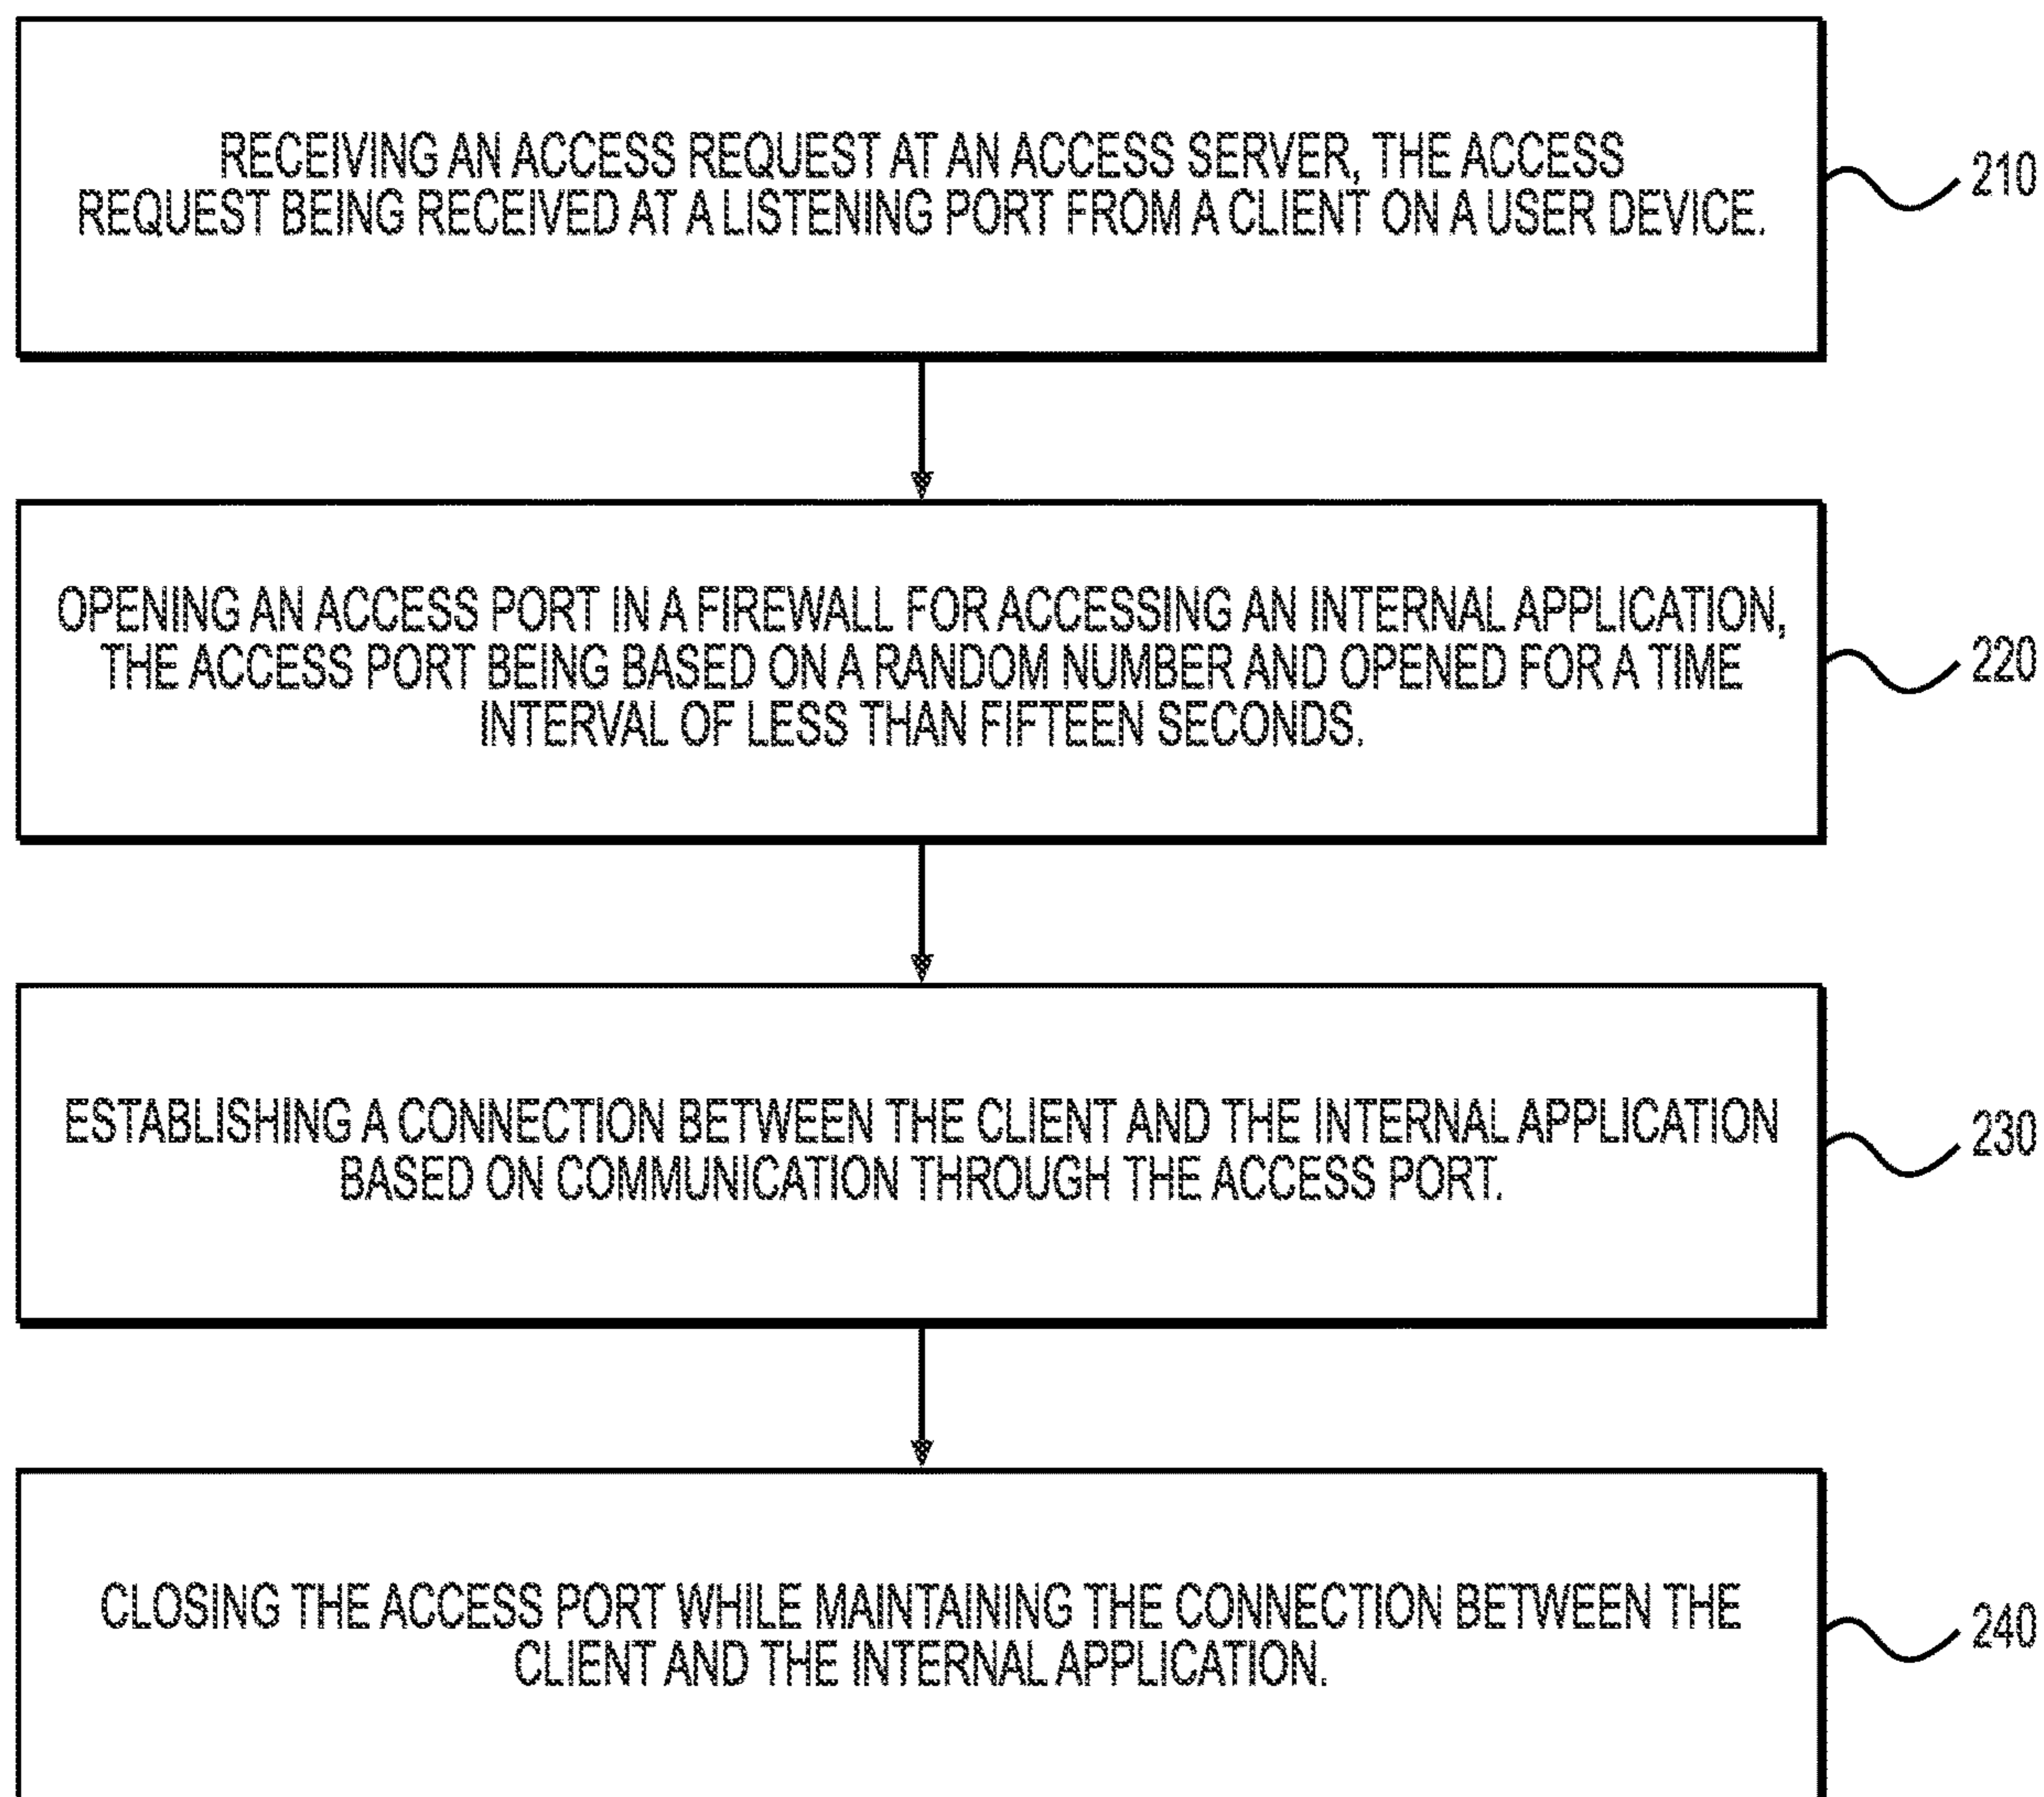 RECEIVING AN ACCESS REQUEST AT AN ACCESS SERVER, THE ACCESS
REQUEST BEING RECEIVED AT A LISTENING PORT FROM A CLIENT ON A USER DEVICE.
210
OPENING AN ACCESS PORT IN A FIREWALL FOR ACCESSING AN INTERNAL APPLICATION,
THE ACCESS PORT BEING BASED ON A RANDOM NUMBER AND OPENED FOR A TIME
INTERVAL OF LESS THAN FIFTEEN SECONDS.
220
ESTABLISHING A CONNECTION BETWEEN THE CLIENT AND THE INTERNAL APPLICATION
BASED ON COMMUNICATION THROUGH THE ACCESS PORT.
230
CLOSING THE ACCESS PORT WHILE MAINTAINING THE CONNECTION BETWEEN THE
CLIENT AND THE INTERNAL APPLICATION.
240